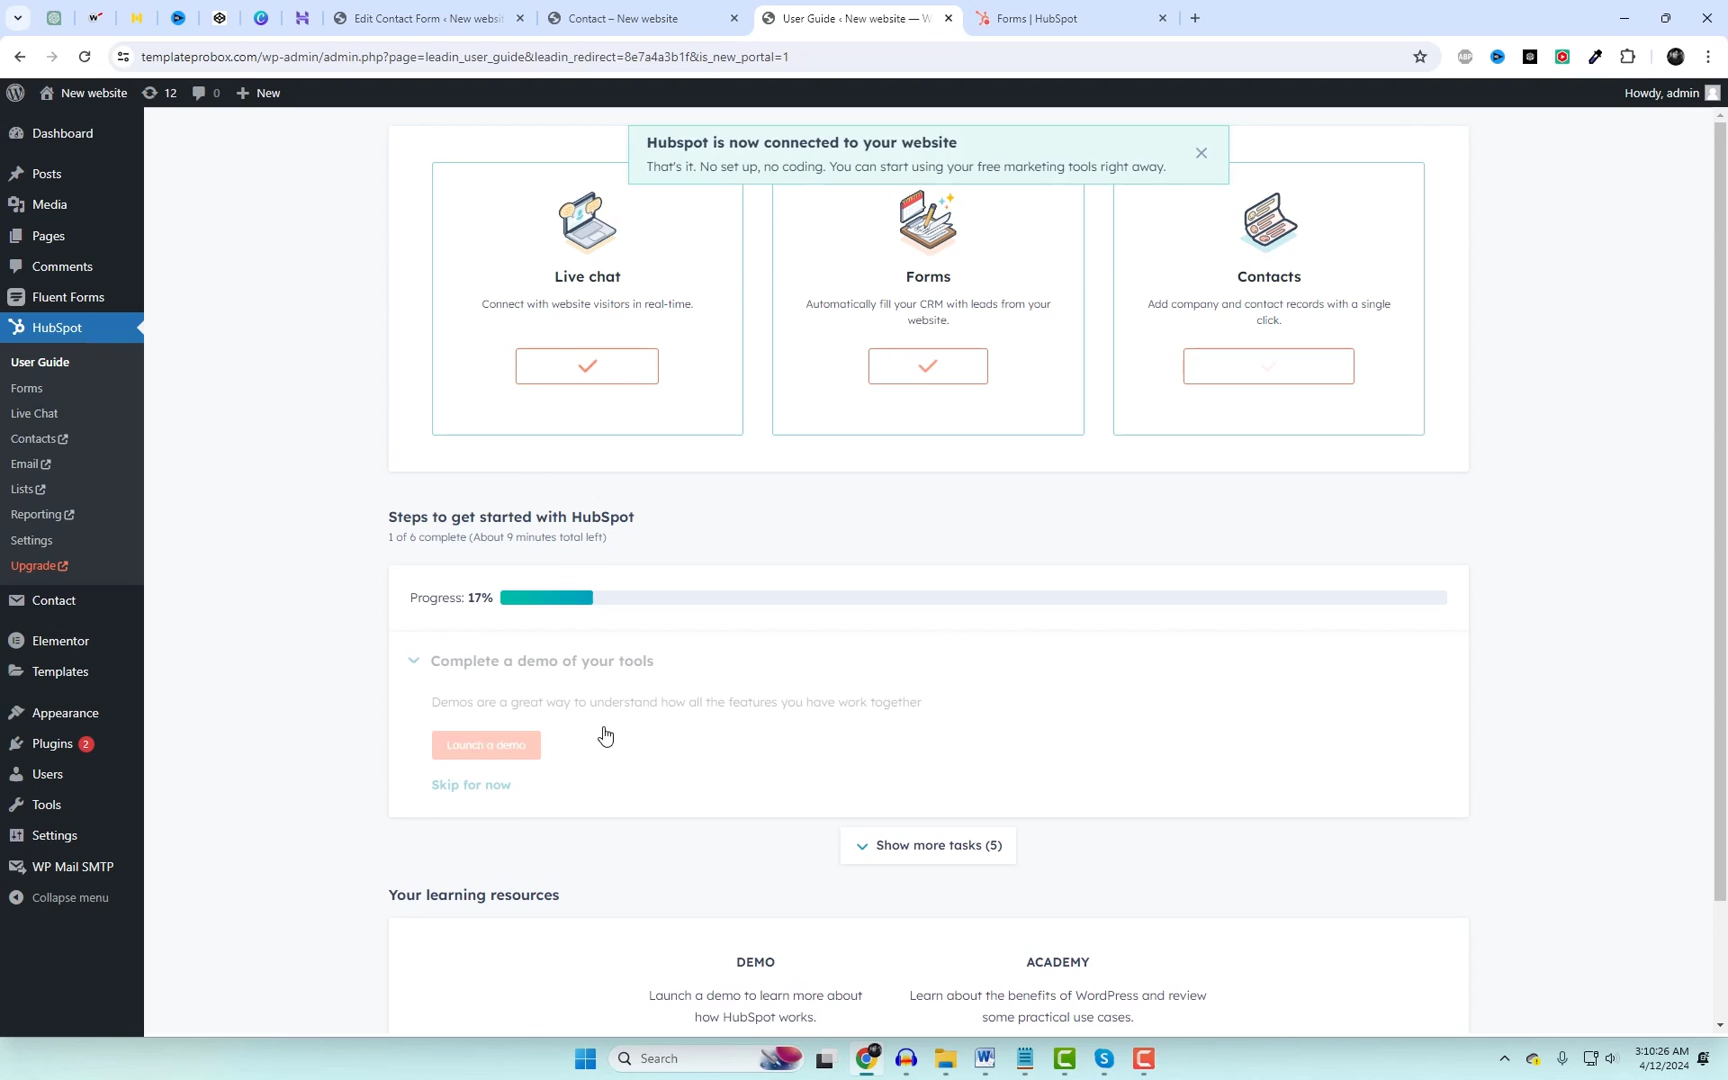 Edit Contact Form ‹ New websit
Contact – New website
User Guide ‹ New website — W
Forms | HubSpot
templateprobox.com/wp-admin/admin.php?page=leadin_user_guide&leadin_redirect=8e7a4a3b1f&is_new_portal=1
New website
12
0
New
Howdy, admin
Dashboard
Posts
Media
Pages
Comments
Fluent Forms
HubSpot
User Guide
Forms
Live Chat
Contacts
Email
Lists
Reporting
Settings
Upgrade
Contact
Elementor
Templates
Appearance
Plugins 2
Users
Tools
Settings
WP Mail SMTP
Collapse menu
Hubspot is now connected to your website
That's it. No set up, no coding. You can start using your free marketing tools right away.
Live chat
Connect with website visitors in real-time.
Forms
Automatically fill your CRM with leads from your
website.
Contacts
Add company and contact records with a single
click.
Steps to get started with HubSpot
1 of 6 complete (About 9 minutes total left)
Progress: 17%
Complete a demo of your tools
Demos are a great way to understand how all the features you have work together
Launch a demo
Skip for now
Show more tasks (5)
Your learning resources
DEMO
Launch a demo to learn more about
how HubSpot works.
ACADEMY
Learn about the benefits of WordPress and review
some practical use cases.
Search
3:10:26 AM
4/12/2024